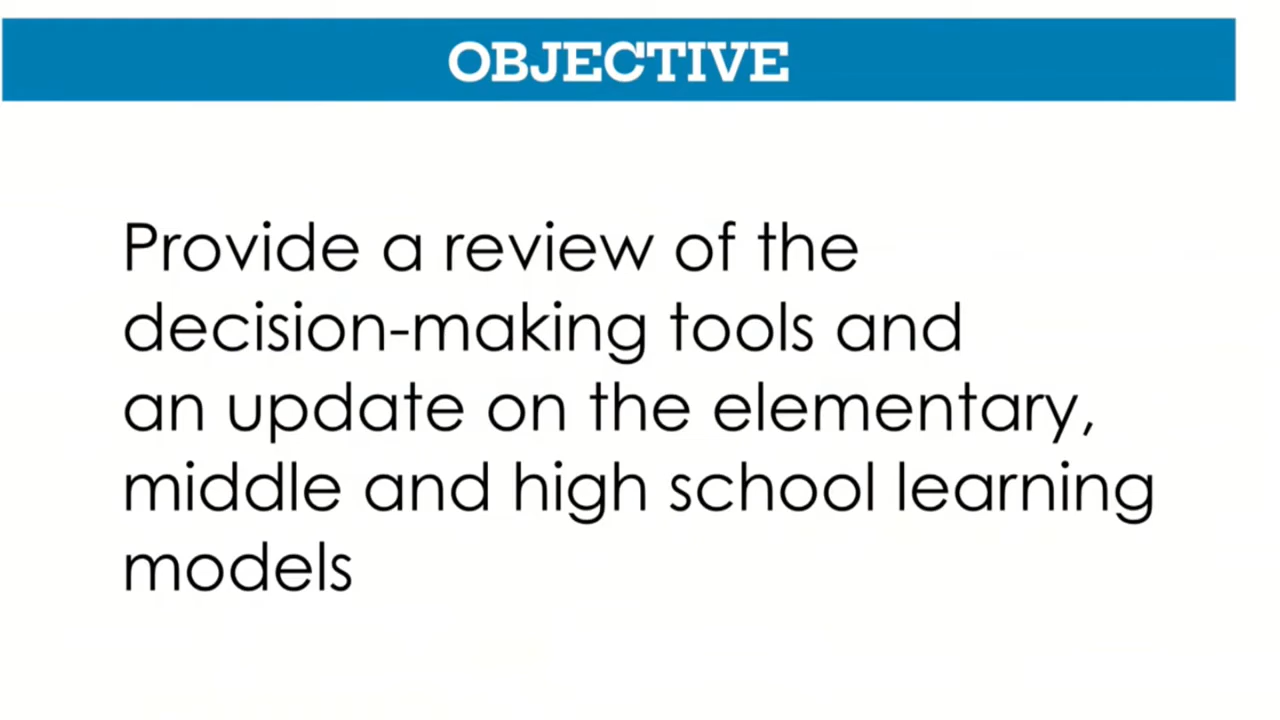 OBJECTIVE
Provide a review of the
decision-making tools and
an update on the elementary,
middle and high school learning
models